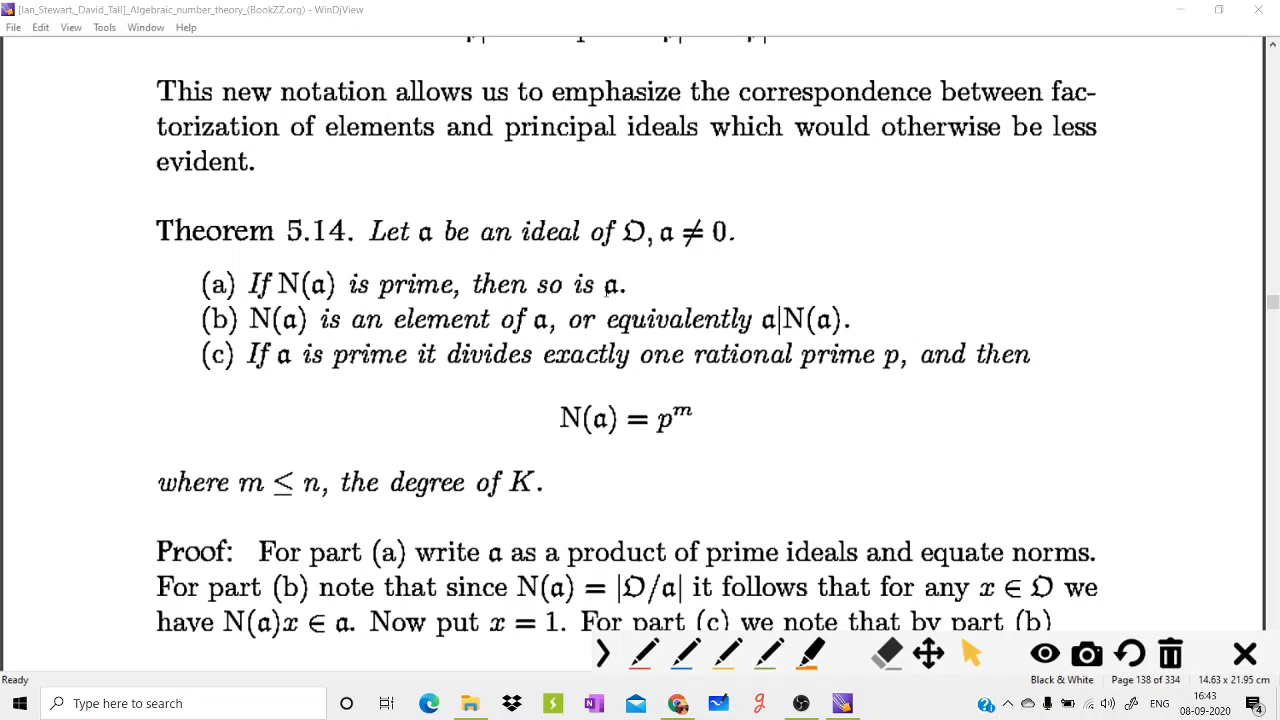 [Ian_Stewart,_David_Tall]_Algebraic_number_theory_(BookZZ.org) - WinDjView
File Edit View Tools Window Help
This new notation allows us to emphasize the correspondence between fac-
torization of elements and principal ideals which would otherwise be less
evident.
Theorem 5.14. Let 𝔞 be an ideal of 𝔒, 𝔞 ≠ 0.
(a) If N(𝔞) is prime, then so is 𝔞.
(b) N(𝔞) is an element of 𝔞, or equivalently 𝔞|N(𝔞).
(c) If 𝔞 is prime it divides exactly one rational prime p, and then
N(𝔞) = pᵐ
where m ≤ n, the degree of K.
Proof: For part (a) write 𝔞 as a product of prime ideals and equate norms.
For part (b) note that since N(𝔞) = |𝔒/𝔞| it follows that for any x ∈ 𝔒 we
have N(𝔞)x ∈ 𝔞. Now put x = 1. For part (c) we note that by part (b)
Black & White Page 138 of 334 14.63 x 21.95 cm
Type here to search
ENG
16:43
08-09-2020
4